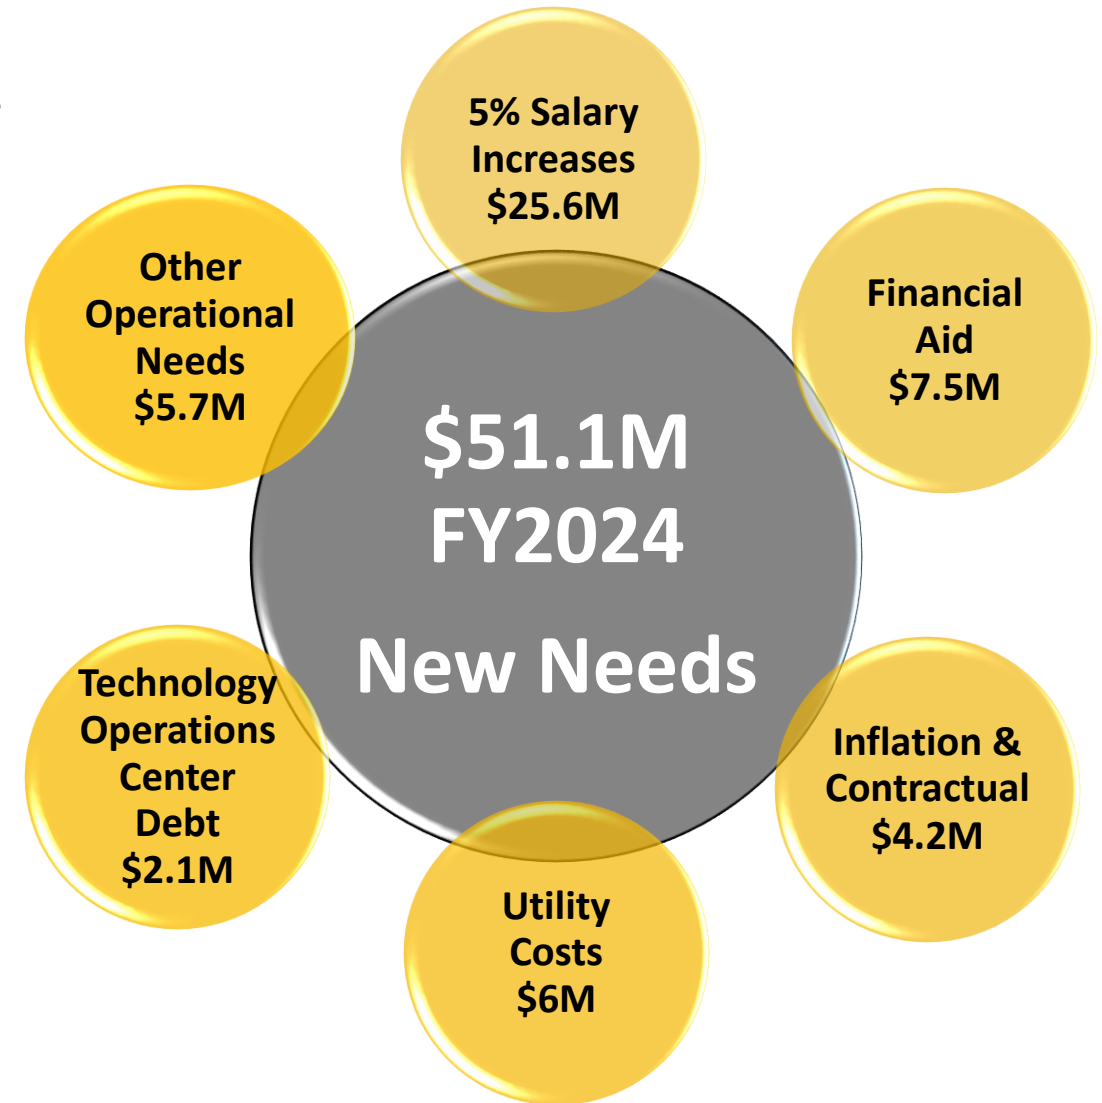 5% Salary
Increases
$25.6M
Financial
Aid
$7.5M
Inflation &
Contractual
$4.2M
Utility
Costs
$6M
Technology
Operations
Center
Debt
$2.1M
Other
Operational
Needs
$5.7M
$51.1M
FY2024
New Needs